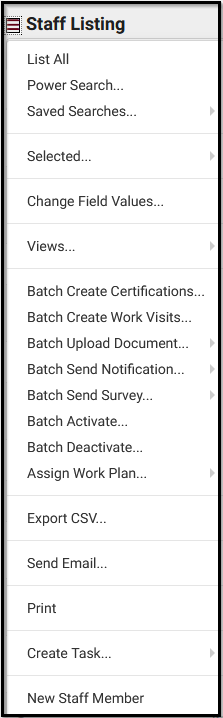 Staff Listing
List All
Power Search...
Saved Searches...
Selected...
Change Field Values...
Views...
Batch Create Certifications...
Batch Create Work Visits...
Batch Upload Document...
Batch Send Notification...
Batch Send Survey...
Batch Activate...
Batch Deactivate...
Assign Work Plan...
Export CSV...
Send Email...
Print
Create Task...
New Staff Member